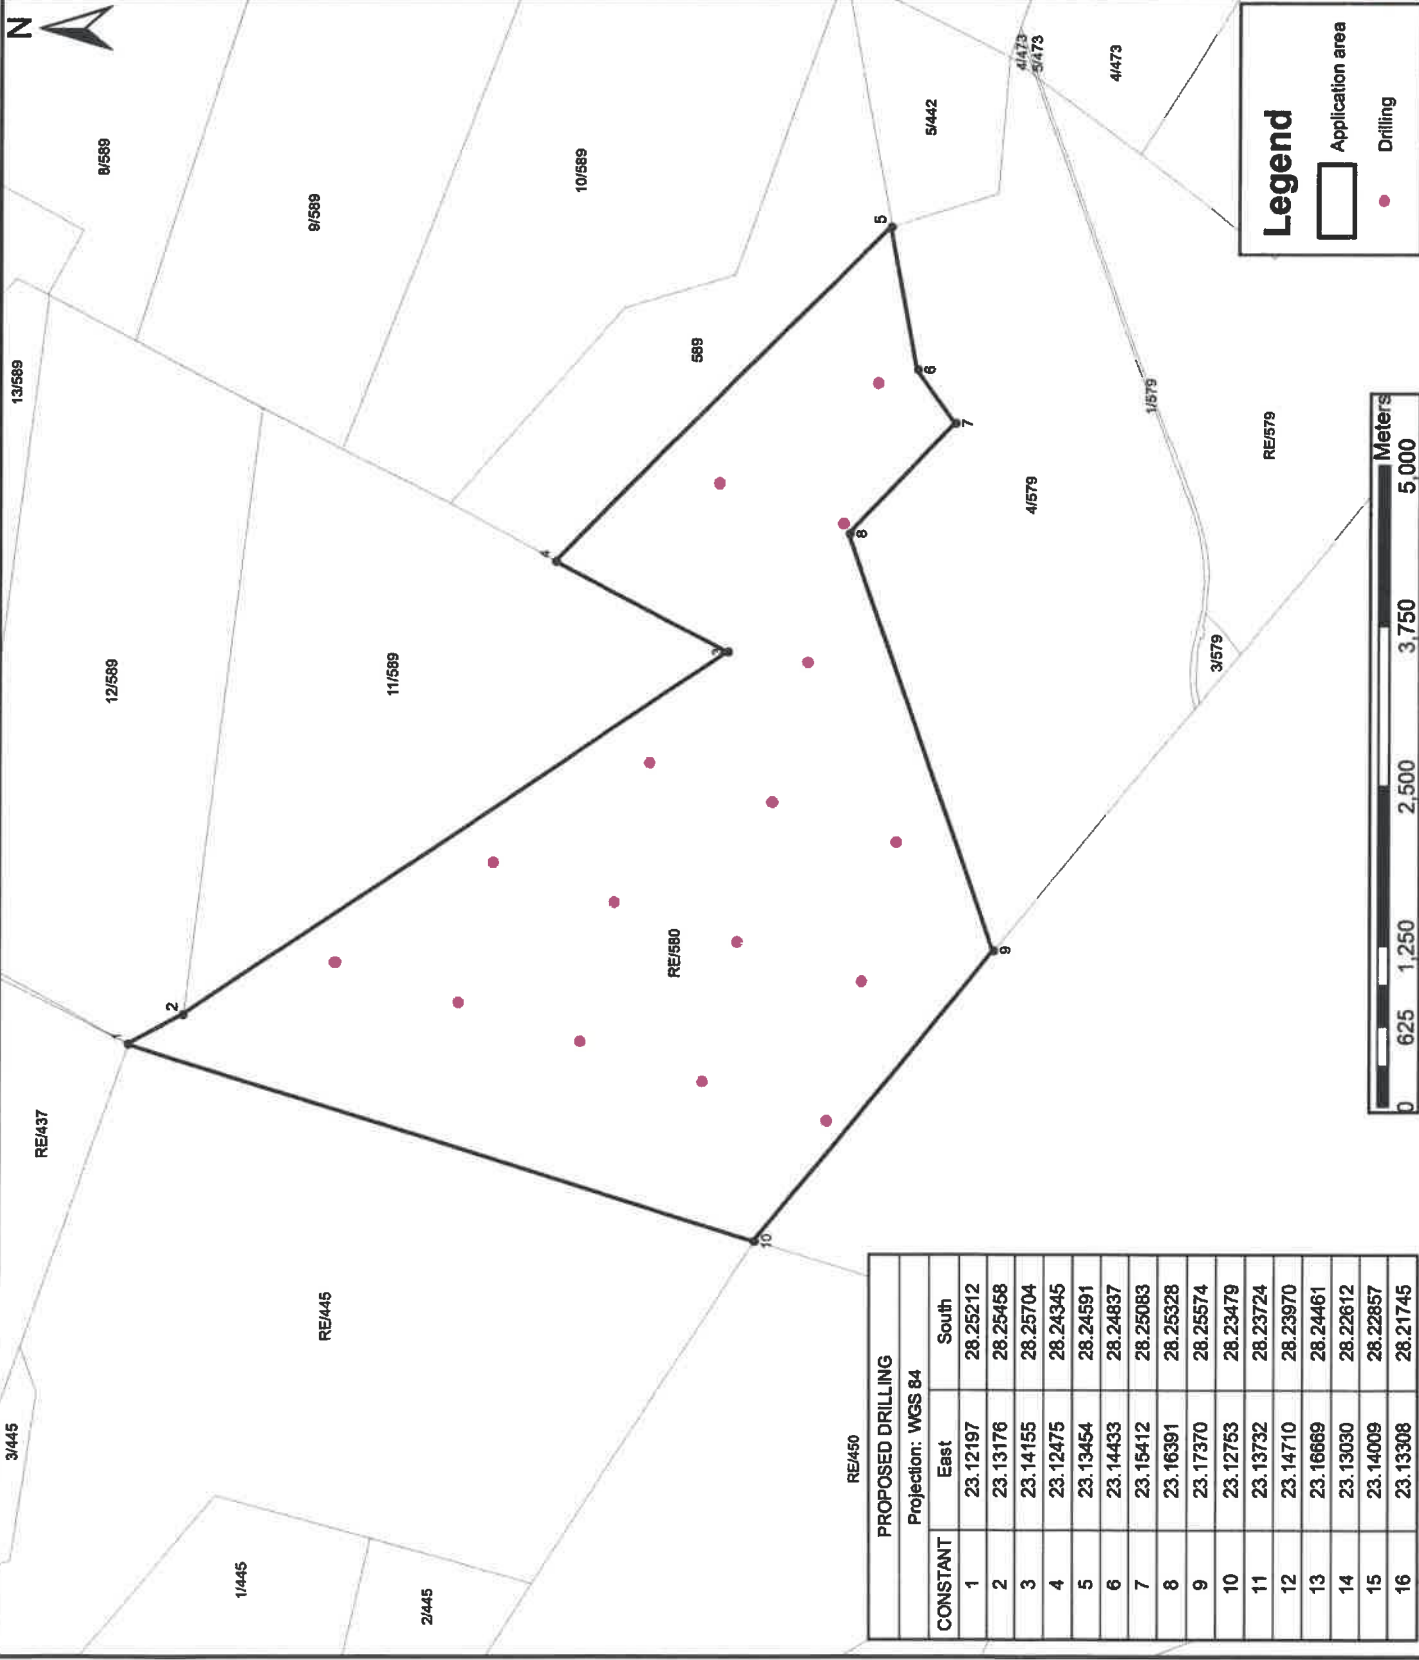 N
3/445
RE/437
13/589
8/589
12/589
9/589
1/445
RE/445
11/589
10/589
2/445
589
5/442
4/473
5/473
4/473
RE/580
4/579
1/579
RE/579
3/579
RE/450
1
2
3
4
5
6
7
8
9
10
PROPOSED DRILLING
Projection: WGS 84
CONSTANT East South
1 23.12197 28.25212
2 23.13176 28.25458
3 23.14155 28.25704
4 23.12475 28.24345
5 23.13454 28.24591
6 23.14433 28.24837
7 23.15412 28.25083
8 23.16391 28.25328
9 23.17370 28.25574
10 23.12753 28.23479
11 23.13732 28.23724
12 23.14710 28.23970
13 23.16669 28.24461
14 23.13030 28.22612
15 23.14009 28.22857
16 23.13308 28.21745
Meters
0 625 1,250 2,500 3,750 5,000
Legend
Application area
Drilling